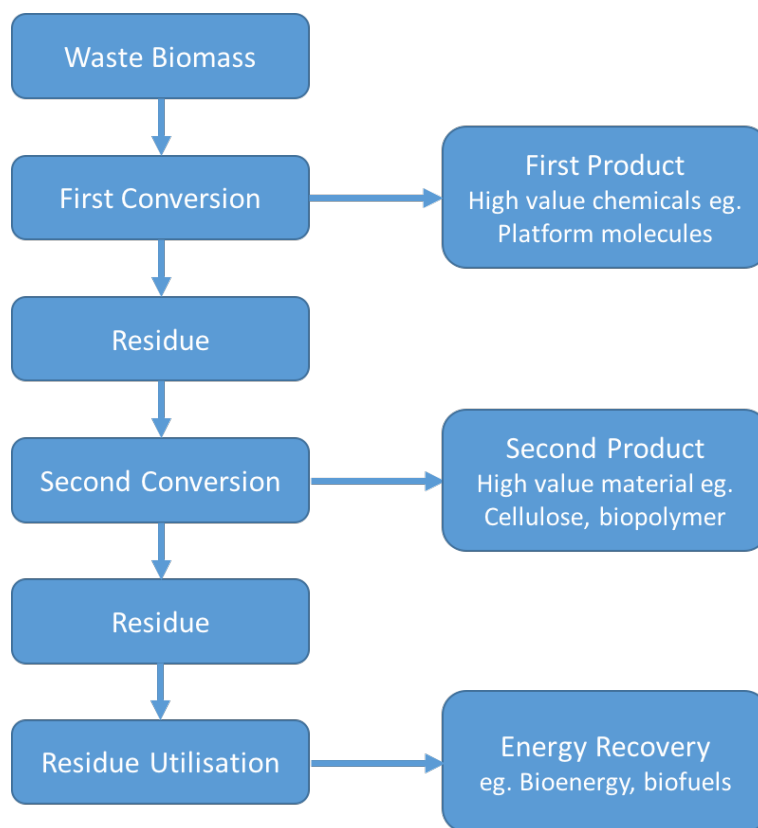 Waste Biomass
First Conversion
First Product
High value chemicals eg.
Platform molecules
Residue
Second Conversion
Second Product
High value material eg.
Cellulose, biopolymer
Residue
Residue Utilisation
Energy Recovery
eg. Bioenergy, biofuels